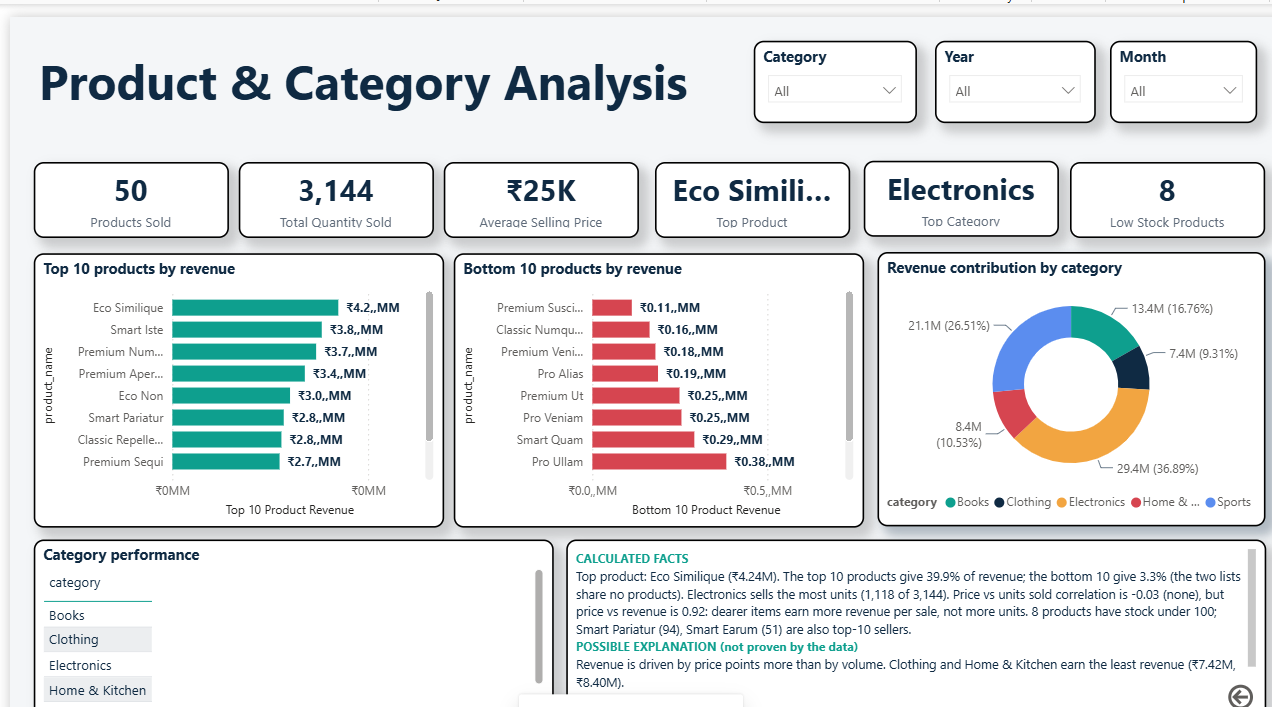 Product & Category Analysis
Category
All
Year
All
Month
All
50
Products Sold
3,144
Total Quantity Sold
₹25K
Average Selling Price
Eco Simili...
Top Product
Electronics
Top Category
8
Low Stock Products
Top 10 products by revenue
product_name
Eco Similique ₹4.2,,MM
Smart Iste ₹3.8,,MM
Premium Num... ₹3.7,,MM
Premium Aper... ₹3.4,,MM
Eco Non ₹3.0,,MM
Smart Pariatur ₹2.8,,MM
Classic Repelle... ₹2.8,,MM
Premium Sequi ₹2.7,,MM
₹0MM ₹0MM
Top 10 Product Revenue
Bottom 10 products by revenue
product_name
Premium Susci... ₹0.11,,MM
Classic Numqu... ₹0.16,,MM
Premium Veni... ₹0.18,,MM
Pro Alias ₹0.19,,MM
Premium Ut ₹0.25,,MM
Pro Veniam ₹0.25,,MM
Smart Quam ₹0.29,,MM
Pro Ullam ₹0.38,,MM
₹0.0,,MM ₹0.5,,MM
Bottom 10 Product Revenue
Revenue contribution by category
13.4M (16.76%)
21.1M (26.51%)
7.4M (9.31%)
8.4M
(10.53%)
29.4M (36.89%)
category Books Clothing Electronics Home & ... Sports
Category performance
category
Books
Clothing
Electronics
Home & Kitchen
CALCULATED FACTS
Top product: Eco Similique (₹4.24M). The top 10 products give 39.9% of revenue; the bottom 10 give 3.3% (the two lists
share no products). Electronics sells the most units (1,118 of 3,144). Price vs units sold correlation is -0.03 (none), but
price vs revenue is 0.92: dearer items earn more revenue per sale, not more units. 8 products have stock under 100;
Smart Pariatur (94), Smart Earum (51) are also top-10 sellers.
POSSIBLE EXPLANATION (not proven by the data)
Revenue is driven by price points more than by volume. Clothing and Home & Kitchen earn the least revenue (₹7.42M,
₹8.40M).